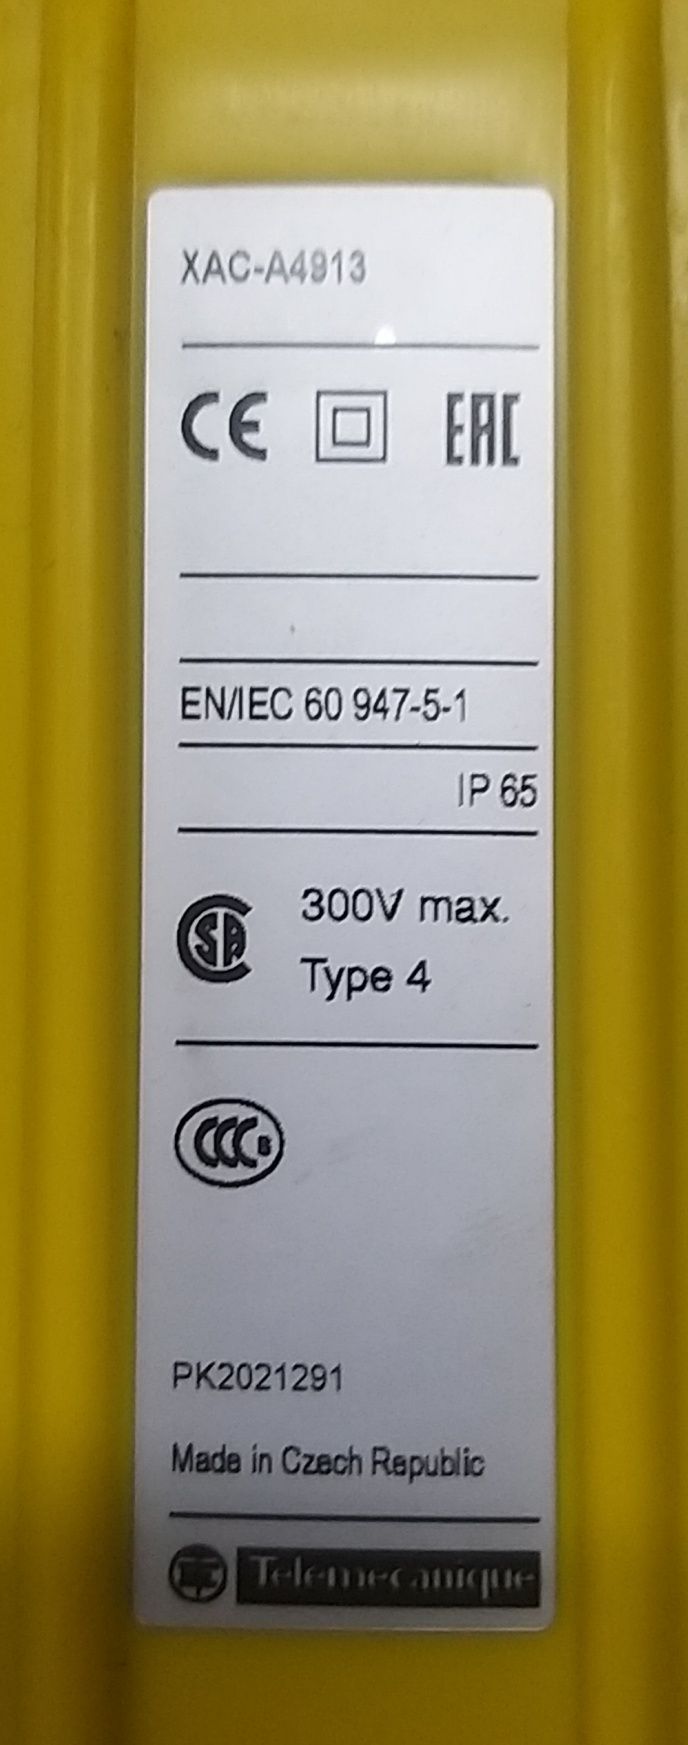 XAC-A4913
CE EAC
EN/IEC 60 947-5-1
IP 65
300V max.
SA Type 4
CCC S
PK2021291
Made in Czech Republic
Telemecanique